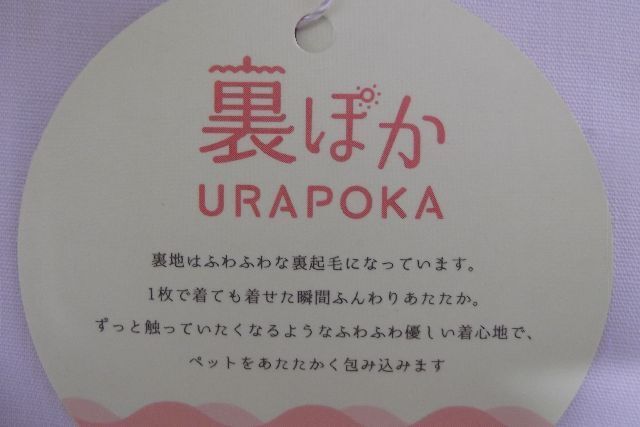 裏ぽか
URAPOKA
裏地はふわふわな裏起毛になっています。
1枚で着ても着せた瞬間ふんわりあたたか。
ずっと触っていたくなるようなふわふわ優しい着心地で、
ペットをあたたかく包み込みます